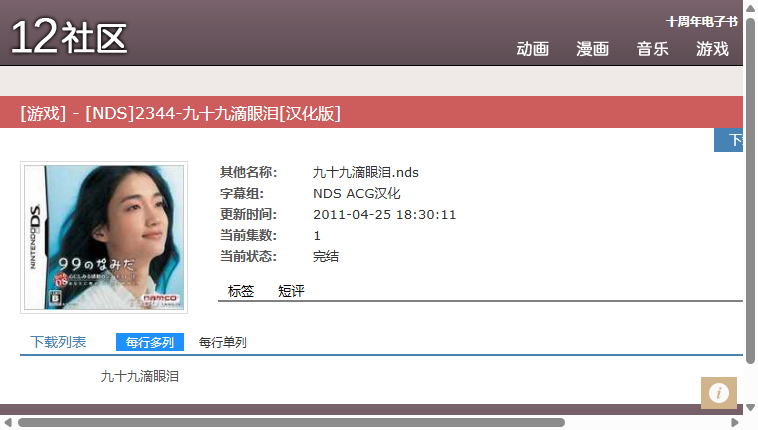 12社区
十周年电子书
动画 漫画 音乐 游戏
[游戏] - [NDS]2344-九十九滴眼泪[汉化版]
NINTENDO DS
99のなみだ
namco
其他名称: 九十九滴眼泪.nds
字幕组: NDS ACG汉化
更新时间: 2011-04-25 18:30:11
当前集数: 1
当前状态: 完结
标签 短评
下载列表 每行多列 每行单列
九十九滴眼泪